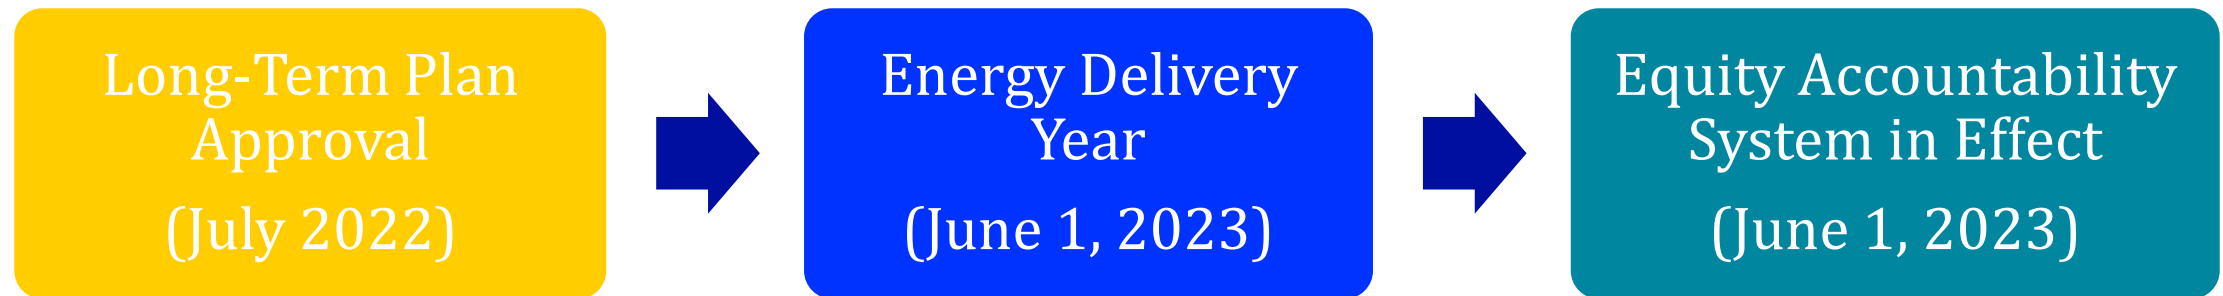 Long-Term Plan
Approval
(July 2022)
Energy Delivery
Year
(June 1, 2023)
Equity Accountability
System in Effect
(June 1, 2023)